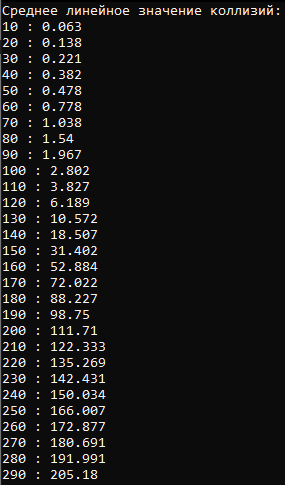 Среднее линейное значение коллизий:
10 : 0.063
20 : 0.138
30 : 0.221
40 : 0.382
50 : 0.478
60 : 0.778
70 : 1.038
80 : 1.54
90 : 1.967
100 : 2.802
110 : 3.827
120 : 6.189
130 : 10.572
140 : 18.507
150 : 31.402
160 : 52.884
170 : 72.022
180 : 88.227
190 : 98.75
200 : 111.71
210 : 122.333
220 : 135.269
230 : 142.431
240 : 150.034
250 : 166.007
260 : 172.877
270 : 180.691
280 : 191.991
290 : 205.18